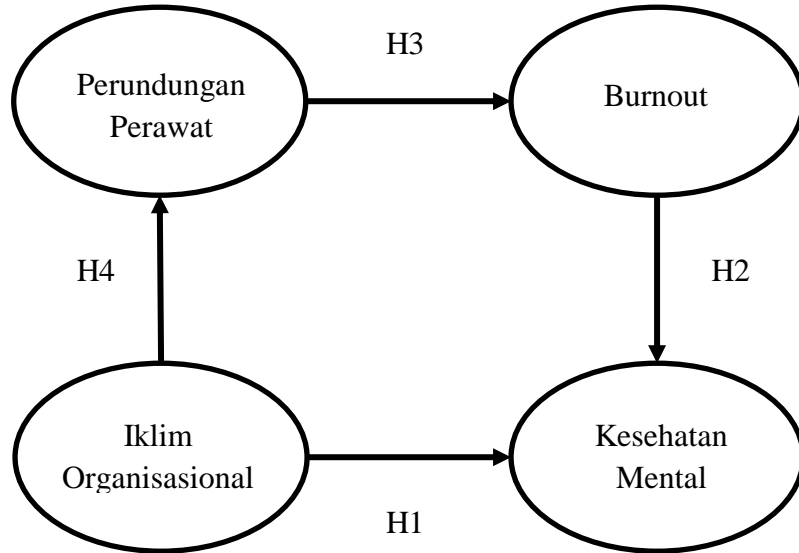 H3
Perundungan
Perawat
Burnout
H4
H2
Iklim
Organisasional
Kesehatan
Mental
H1